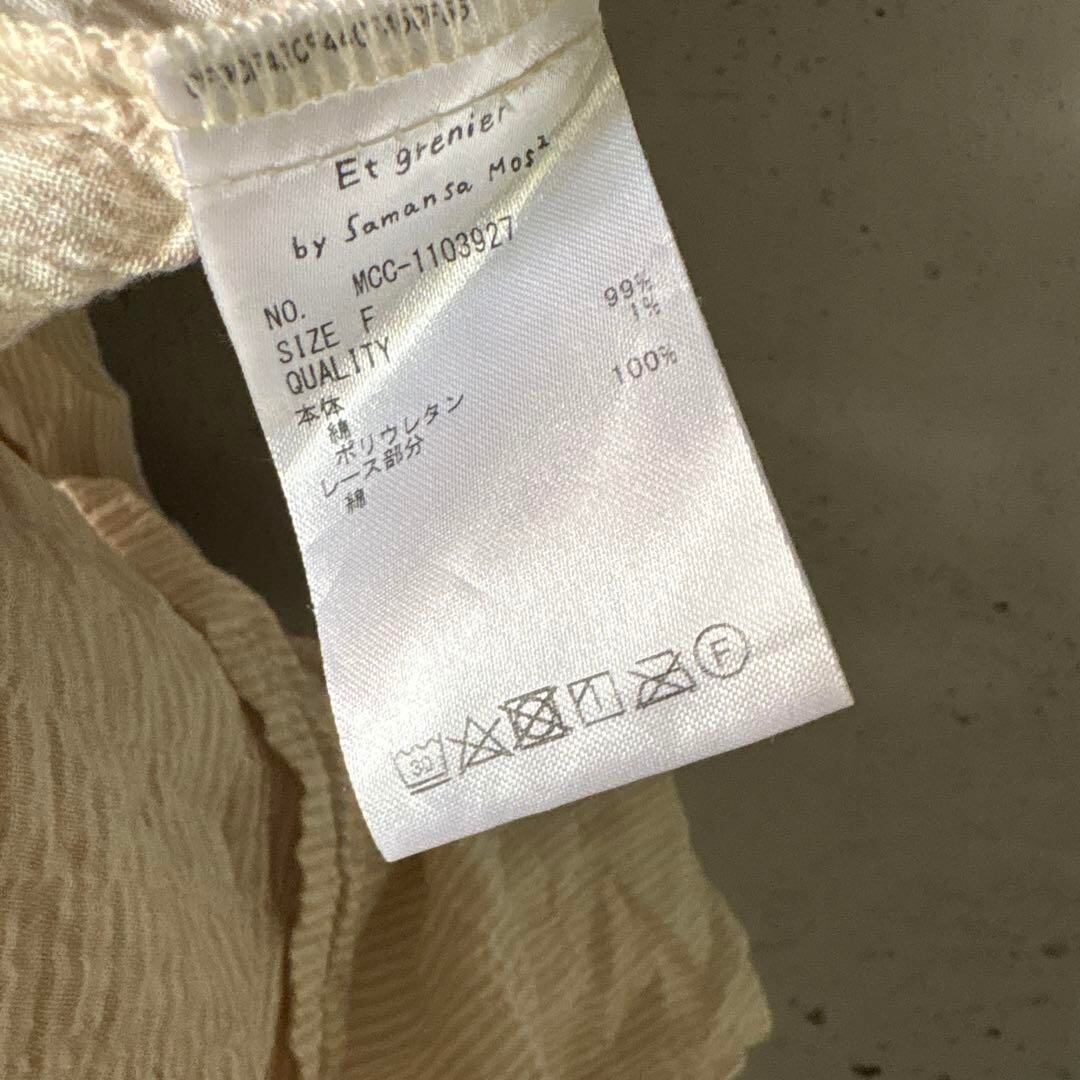 Et grenier
by Samansa Mos²
NO. MCC-1103927
SIZE F
QUALITY
本体
綿 99%
ポリウレタン 1%
レース部分
綿 100%
30
F